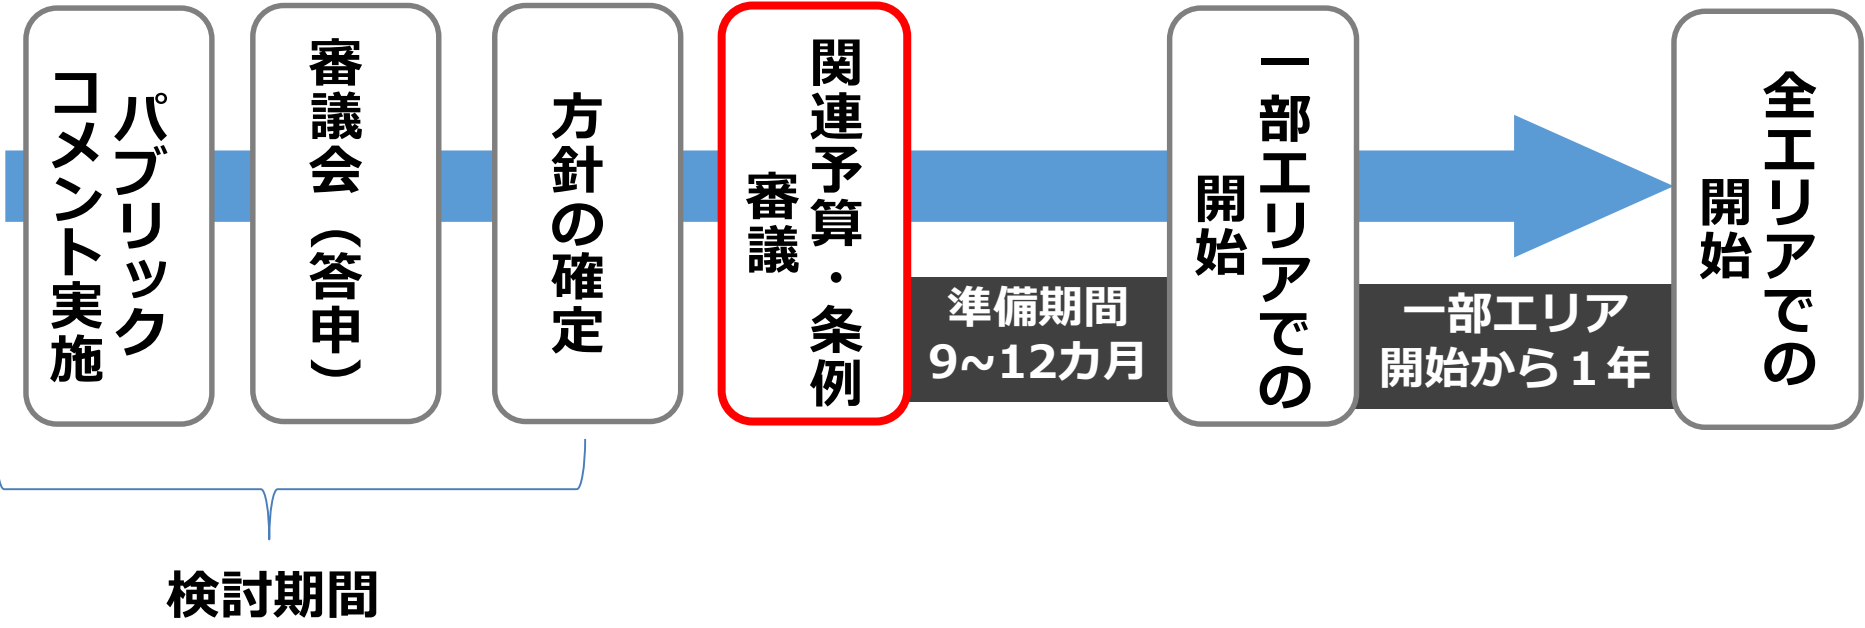 パブリック
コメント実施
審議会（答申）
方針の確定
関連予算・条例
審議
準備期間
9~12カ月
一部エリアでの
開始
一部エリア
開始から１年
全エリアでの
開始
検討期間